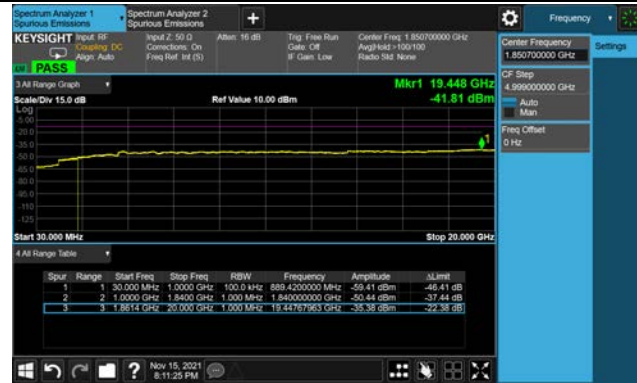 Spectrum Analyzer 1
Spurious Emissions
Spectrum Analyzer 2
Spurious Emissions
+
Frequency
KEYSIGHT
Input: RF
Coupling: DC
Align: Auto
Input Z: 50 Ω
Corrections: On
Freq Ref: Int (S)
Atten: 16 dB
Trig: Free Run
Gate: Off
IF Gain: Low
Center Freq: 1.850700000 GHz
Avg|Hold:>100/100
Radio Std: None
PASS
Center Frequency
1.850700000 GHz
Settings
CF Step
4.999000000 GHz
Auto
Man
Freq Offset
0 Hz
3 All Range Graph
Mkr1 19.448 GHz
-41.81 dBm
Scale/Div 15.0 dB
Ref Value 10.00 dBm
Log
-5.00
-20.0
-35.0
-50.0
-65.0
-80.0
-95.0
-110
-125
1
Start 30.000 MHz
Stop 20.000 GHz
4 All Range Table
Spur Range Start Freq Stop Freq RBW Frequency Amplitude ΔLimit
1 1 30.000 MHz 1.0000 GHz 100.0 kHz 889.4200000 MHz -59.41 dBm -46.41 dB
2 2 1.0000 GHz 1.8400 GHz 1.000 MHz 1.840000000 GHz -50.44 dBm -37.44 dB
3 3 1.8614 GHz 20.000 GHz 1.000 MHz 19.44767963 GHz -35.38 dBm -22.38 dB
?
Nov 15, 2021
8:11:25 PM